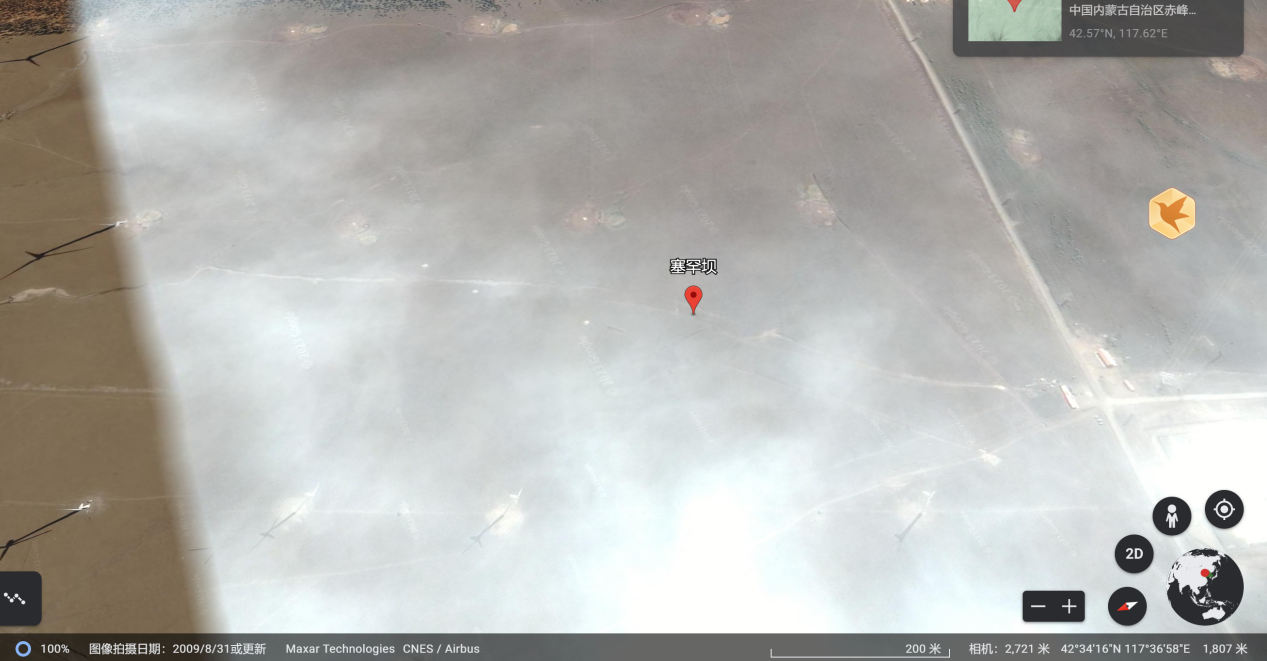 中国内蒙古自治区赤峰...
42.57°N, 117.62°E
塞罕坝
2D
100%
图像拍摄日期：2009/8/31或更新
Maxar Technologies CNES / Airbus
200 米
相机：2,721 米 42°34'16"N 117°36'58"E 1,807 米